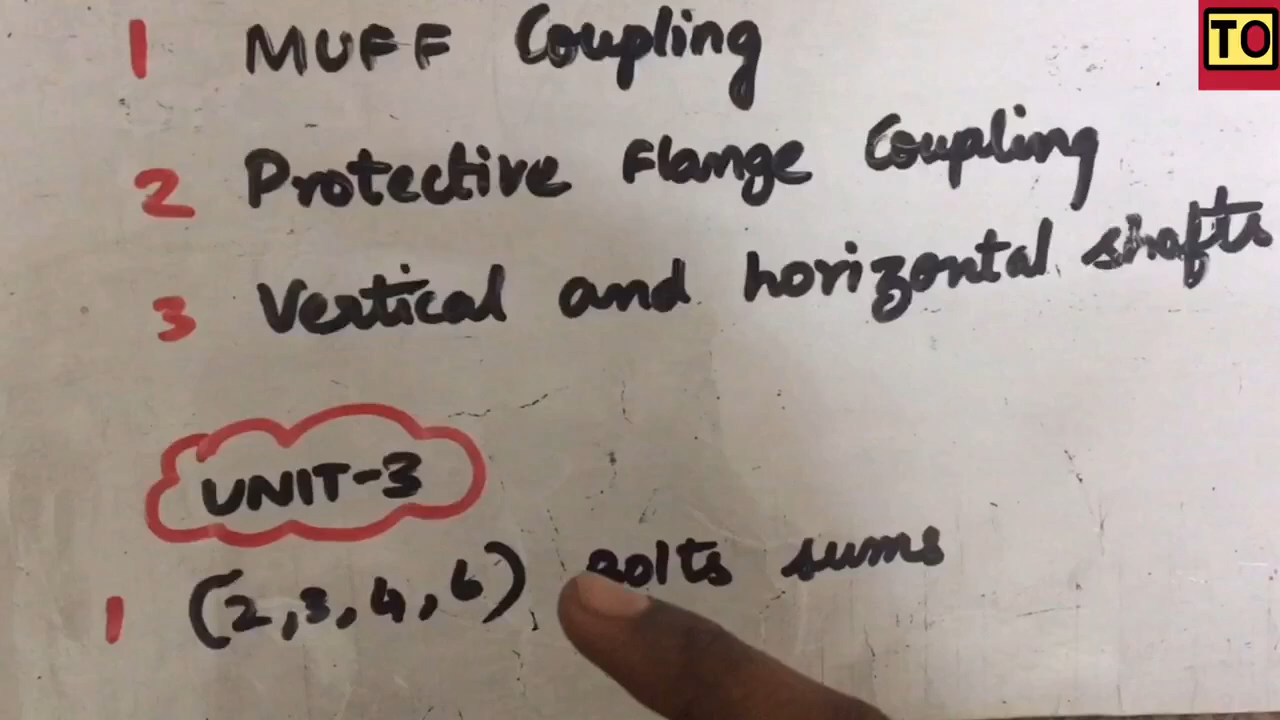 TO
1 MUFF Coupling
2 Protective Flange Coupling
3 Vertical and horizontal shafts
UNIT-3
1 (2,3,4,6) Bolts sums